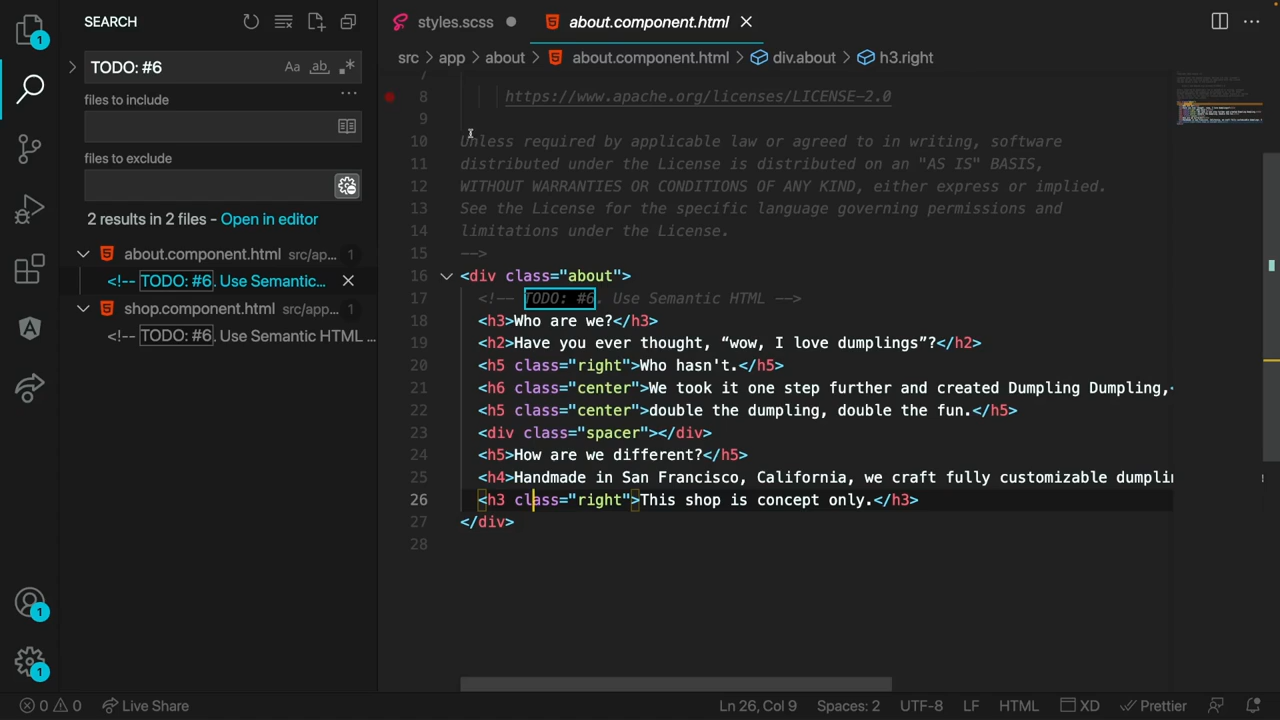 SEARCH
TODO: #6
Aa
ab
files to include
files to exclude
2 results in 2 files - Open in editor
about.component.html src/app... 1
<!-- TODO: #6. Use Semantic...
shop.component.html src/app... 1
<!-- TODO: #6. Use Semantic HTML ...
1
1
1
styles.scss
about.component.html
src > app > about > about.component.html > div.about > h3.right
7
8 https://www.apache.org/licenses/LICENSE-2.0
9
10 Unless required by applicable law or agreed to in writing, software
11 distributed under the License is distributed on an "AS IS" BASIS,
12 WITHOUT WARRANTIES OR CONDITIONS OF ANY KIND, either express or implied.
13 See the License for the specific language governing permissions and
14 limitations under the License.
15 -->
16 <div class="about">
17 <!-- TODO: #6. Use Semantic HTML -->
18 <h3>Who are we?</h3>
19 <h2>Have you ever thought, “wow, I love dumplings”?</h2>
20 <h5 class="right">Who hasn't.</h5>
21 <h6 class="center">We took it one step further and created Dumpling Dumpling,<
22 <h5 class="center">double the dumpling, double the fun.</h5>
23 <div class="spacer"></div>
24 <h5>How are we different?</h5>
25 <h4>Handmade in San Francisco, California, we craft fully customizable dumplin
26 <h3 class="right">This shop is concept only.</h3>
27 </div>
28
0 0 Live Share Ln 26, Col 9 Spaces: 2 UTF-8 LF HTML XD Prettier